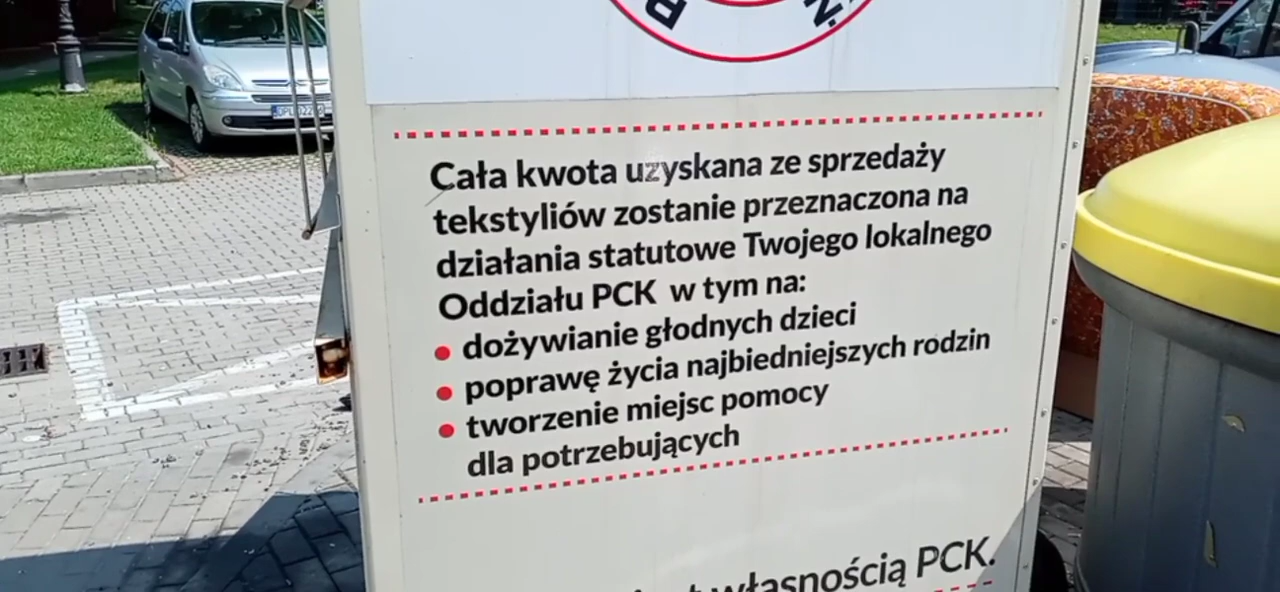 Cała kwota uzyskana ze sprzedaży
tekstyliów zostanie przeznaczona na
działania statutowe Twojego lokalnego
Oddziału PCK w tym na:
dożywianie głodnych dzieci
poprawę życia najbiedniejszych rodzin
tworzenie miejsc pomocy
dla potrzebujących
własnością PCK.